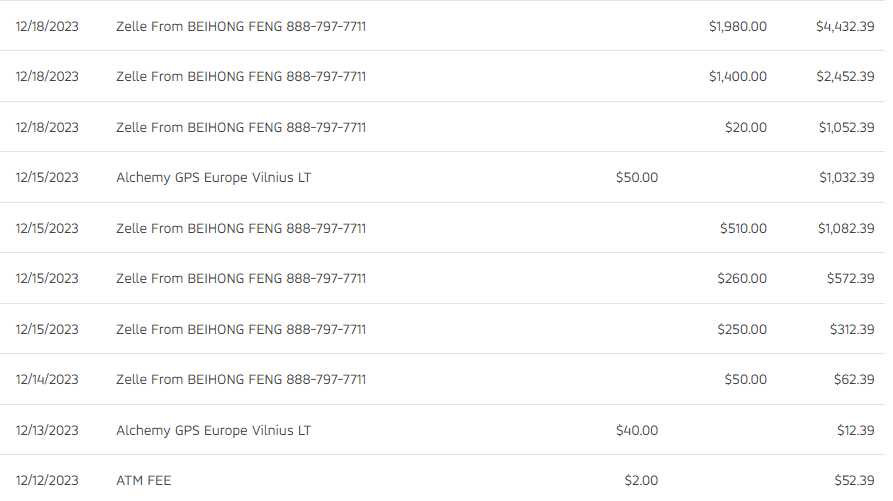 12/18/2023 Zelle From BEIHONG FENG 888-797-7711 $1,980.00 $4,432.39
12/18/2023 Zelle From BEIHONG FENG 888-797-7711 $1,400.00 $2,452.39
12/18/2023 Zelle From BEIHONG FENG 888-797-7711 $20.00 $1,052.39
12/15/2023 Alchemy GPS Europe Vilnius LT $50.00 $1,032.39
12/15/2023 Zelle From BEIHONG FENG 888-797-7711 $510.00 $1,082.39
12/15/2023 Zelle From BEIHONG FENG 888-797-7711 $260.00 $572.39
12/15/2023 Zelle From BEIHONG FENG 888-797-7711 $250.00 $312.39
12/14/2023 Zelle From BEIHONG FENG 888-797-7711 $50.00 $62.39
12/13/2023 Alchemy GPS Europe Vilnius LT $40.00 $12.39
12/12/2023 ATM FEE $2.00 $52.39